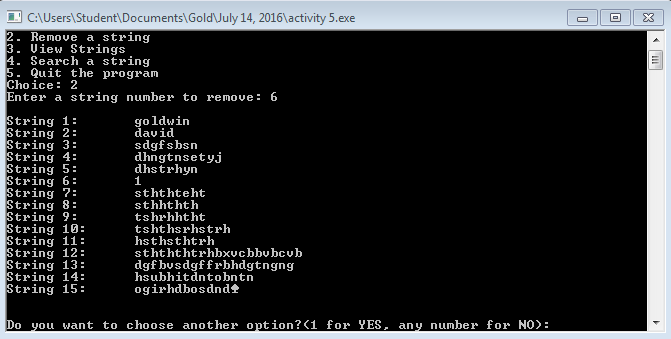 C:\Users\Student\Documents\Gold\July 14, 2016\activity 5.exe
2. Remove a string
3. View Strings
4. Search a string
5. Quit the program
Choice: 2
Enter a string number to remove: 6
String 1: goldwin
String 2: david
String 3: sdgfsbsn
String 4: dhngtnsetyj
String 5: dhstrhyn
String 6: 1
String 7: sththteht
String 8: sthhthth
String 9: tshrhhtht
String 10: tshthsrhstrh
String 11: hsthsthtrh
String 12: sthththtrhbxvcbbvbcvb
String 13: dgfbvsdgffrbhdgtngng
String 14: hsubhitdntobntn
String 15: ogirhdbosdnd♠
Do you want to choose another option?(1 for YES, any number for NO):